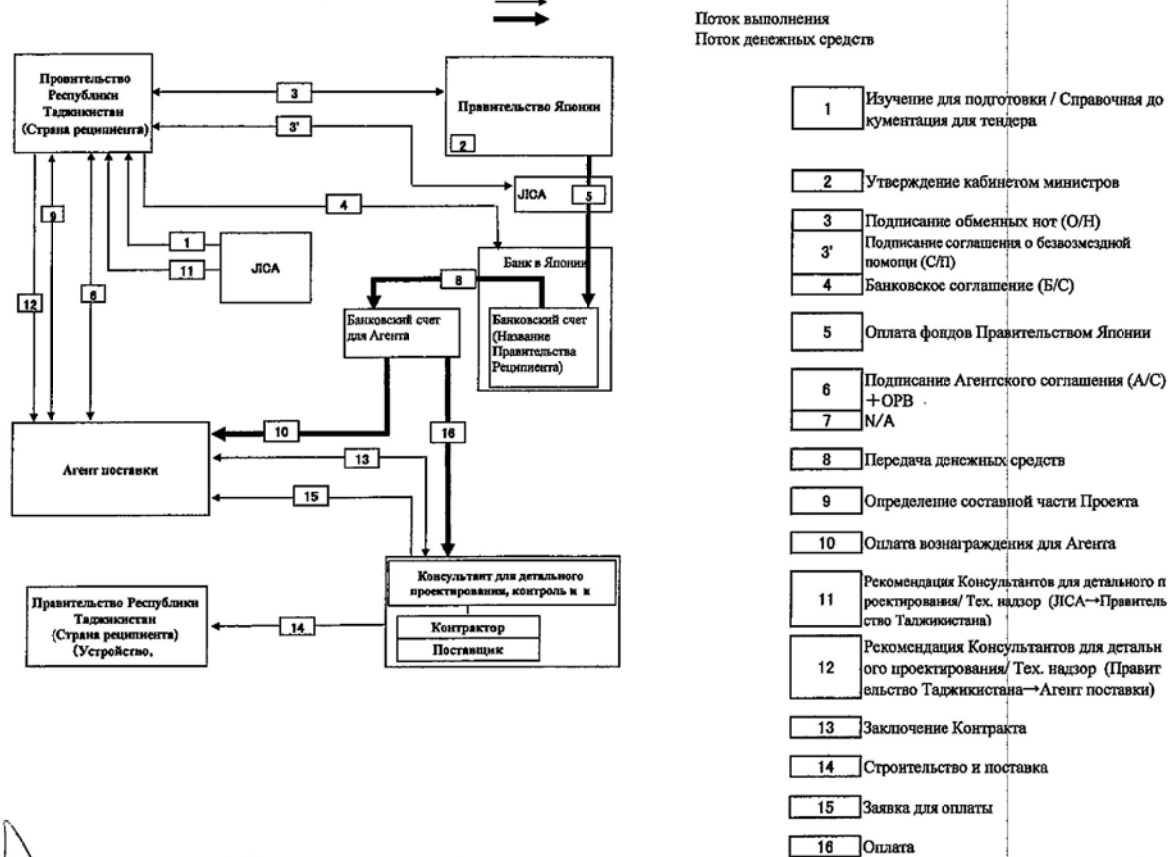 Поток выполнения
Поток денежных средств
Провительство
Республики
Таджикистан
(Страна реципиента)
3
3'
Правительство Японии
2
JICA
5
4
9
1
11
JICA
12
6
Банк в Японии
8
Банковский счет
для Агента
Банковский счет
(Название
Правительства
Реципиента)
10
16
Агент поставки
13
15
Консультант для детального
проектирования, контроль и и
Контрактор
Поставщик
14
Правительство Республики
Таджикистан
(Страна реципиента)
(Устройство,
1
Изучение для подготовки / Справочная до
кументация для тендера
2
Утверждение кабинетом министров
3
Подписание обменных нот (О/Н)
3'
Подписание соглашения о безвозмездной
помощи (С/П)
4
Банковское соглашение (Б/С)
5
Оплата фондов Правительством Японии
6
Подписание Агентского соглашения (А/С)
+ОРВ
7
N/A
8
Передача денежных средств
9
Определение составной части Проекта
10
Оплата вознаграждения для Агента
11
Рекомендация Консультантов для детального п
роектирования/ Тех. надзор (JICA→Правитель
ство Таджикистана)
12
Рекомендация Консультантов для детальн
ого проектирования/ Тех. надзор (Правит
ельство Таджикистана→Агент поставки)
13
Заключение Контракта
14
Строительство и поставка
15
Заявка для оплаты
16
Оплата